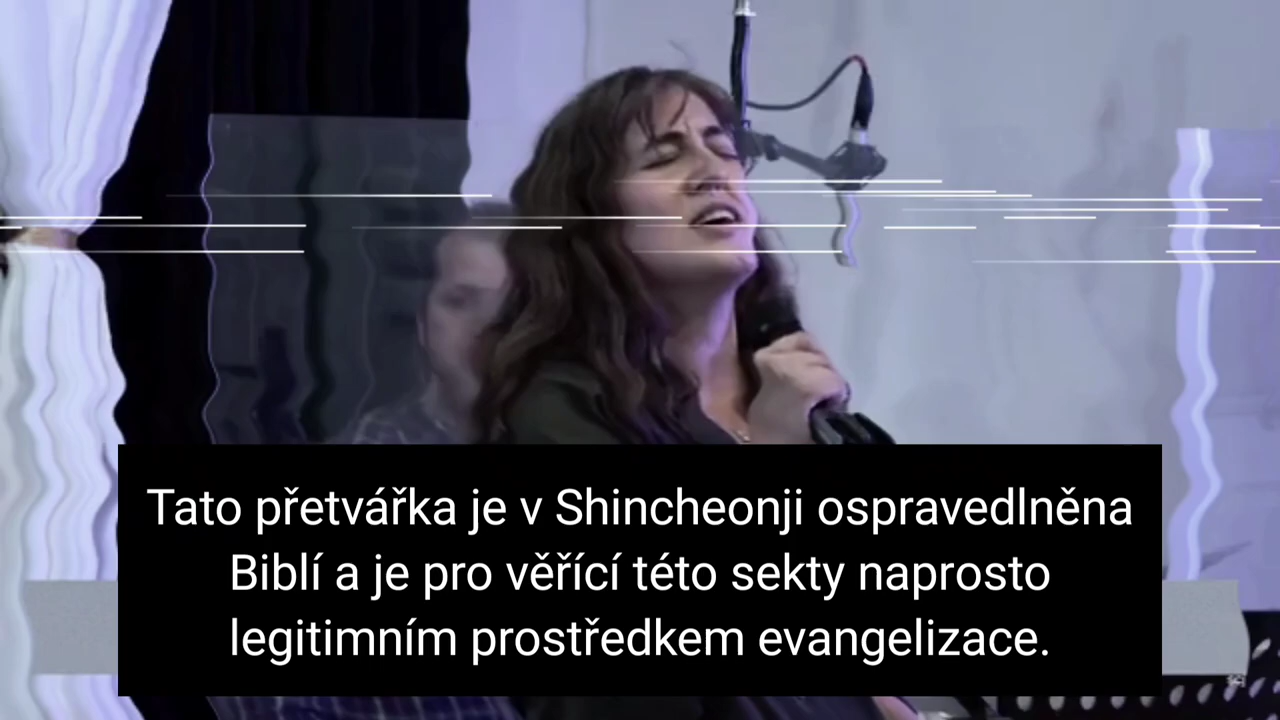 Tato přetvářka je v Shincheonji ospravedlněna
Biblí a je pro věřící této sekty naprosto
legitimním prostředkem evangelizace.